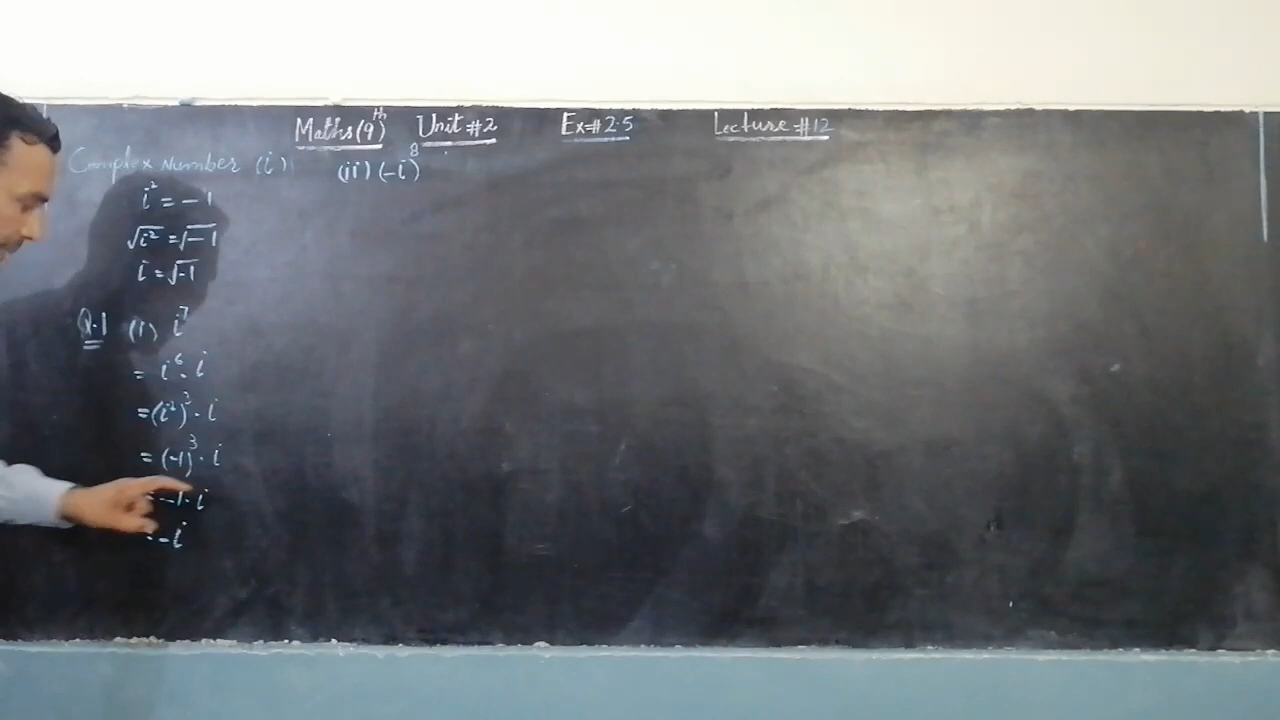 Maths(9th) Unit #2 Ex# 2.5 Lecture #12
Complex Number (i)
i² = -1
√i² = √-1
i = √-1
Q.1 (i) i⁷
= i⁶ · i
= (i²)³ · i
= (-1)³ · i
= -1 · i
= -i
(ii) (-i)⁸